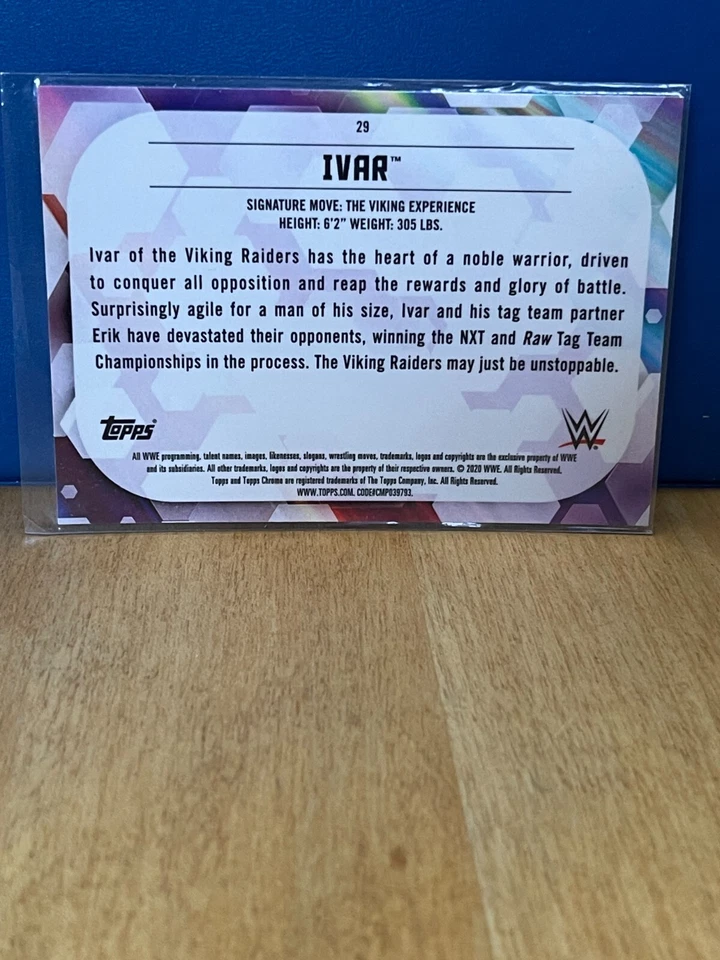 29
IVAR™
SIGNATURE MOVE: THE VIKING EXPERIENCE
HEIGHT: 6'2" WEIGHT: 305 LBS.
Ivar of the Viking Raiders has the heart of a noble warrior, driven
to conquer all opposition and reap the rewards and glory of battle.
Surprisingly agile for a man of his size, Ivar and his tag team partner
Erik have devastated their opponents, winning the NXT and Raw Tag Team
Championships in the process. The Viking Raiders may just be unstoppable.
Topps®
W
All WWE programming, talent names, images, likenesses, slogans, wrestling moves, trademarks, logos and copyrights are the exclusive property of WWE
and its subsidiaries. All other trademarks, logos and copyrights are the property of their respective owners. © 2020 WWE. All Rights Reserved.
Topps and Topps Chrome are registered trademarks of The Topps Company, Inc. All Rights Reserved.
WWW.TOPPS.COM. CODE#CMP039793.